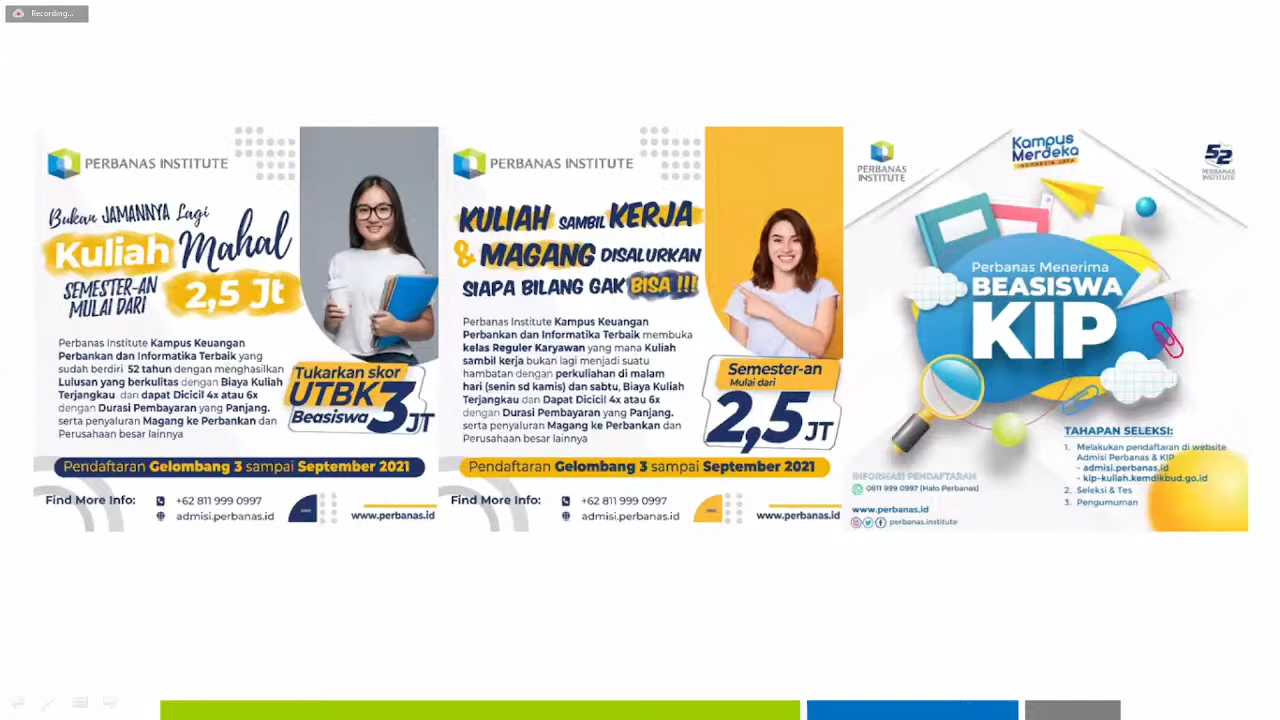 Recording...
PERBANAS INSTITUTE
Bukan JAMANNYA Lagi
Kuliah Mahal
SEMESTER-AN
MULAI DARI
2,5 Jt
Perbanas Institute Kampus Keuangan
Perbankan dan Informatika Terbaik yang
sudah berdiri 52 tahun dengan menghasilkan
Lulusan yang berkulitas dengan Biaya Kuliah
Terjangkau dan dapat Dicicil 4x atau 6x
dengan Durasi Pembayaran yang Panjang.
serta penyaluran Magang ke Perbankan dan
Perusahaan besar lainnya
Tukarkan skor
UTBK
Beasiswa 3 JT
Pendaftaran Gelombang 3 sampai September 2021
Find More Info:
+62 811 999 0997
admisi.perbanas.id
www.perbanas.id
PERBANAS INSTITUTE
KULIAH SAMBIL KERJA
& MAGANG DISALURKAN
SIAPA BILANG GAK BISA !!!
Perbanas Institute Kampus Keuangan
Perbankan dan Informatika Terbaik membuka
kelas Reguler Karyawan yang mana Kuliah
sambil kerja bukan lagi menjadi suatu
hambatan dengan perkuliahan di malam
hari (senin sd kamis) dan sabtu, Biaya Kuliah
Terjangkau dan Dapat Dicicil 4x atau 6x
dengan Durasi Pembayaran yang Panjang.
serta penyaluran Magang ke Perbankan dan
Perusahaan besar lainnya
Semester-an
Mulai dari
2,5 JT
Pendaftaran Gelombang 3 sampai September 2021
Find More Info:
+62 811 999 0997
admisi.perbanas.id
www.perbanas.id
PERBANAS
INSTITUTE
Kampus
Merdeka
INDONESIA JAYA
52
PERBANAS
INSTITUTE
Perbanas Menerima
BEASISWA
KIP
TAHAPAN SELEKSI:
1. Melakukan pendaftaran di website
Admisi Perbanas & KIP
- admisi.perbanas.id
- kip-kuliah.kemdikbud.go.id
2. Seleksi & Tes
3. Pengumuman
INFORMASI PENDAFTARAN
0811 999 0997 (Halo Perbanas)
www.perbanas.id
perbanas.institute